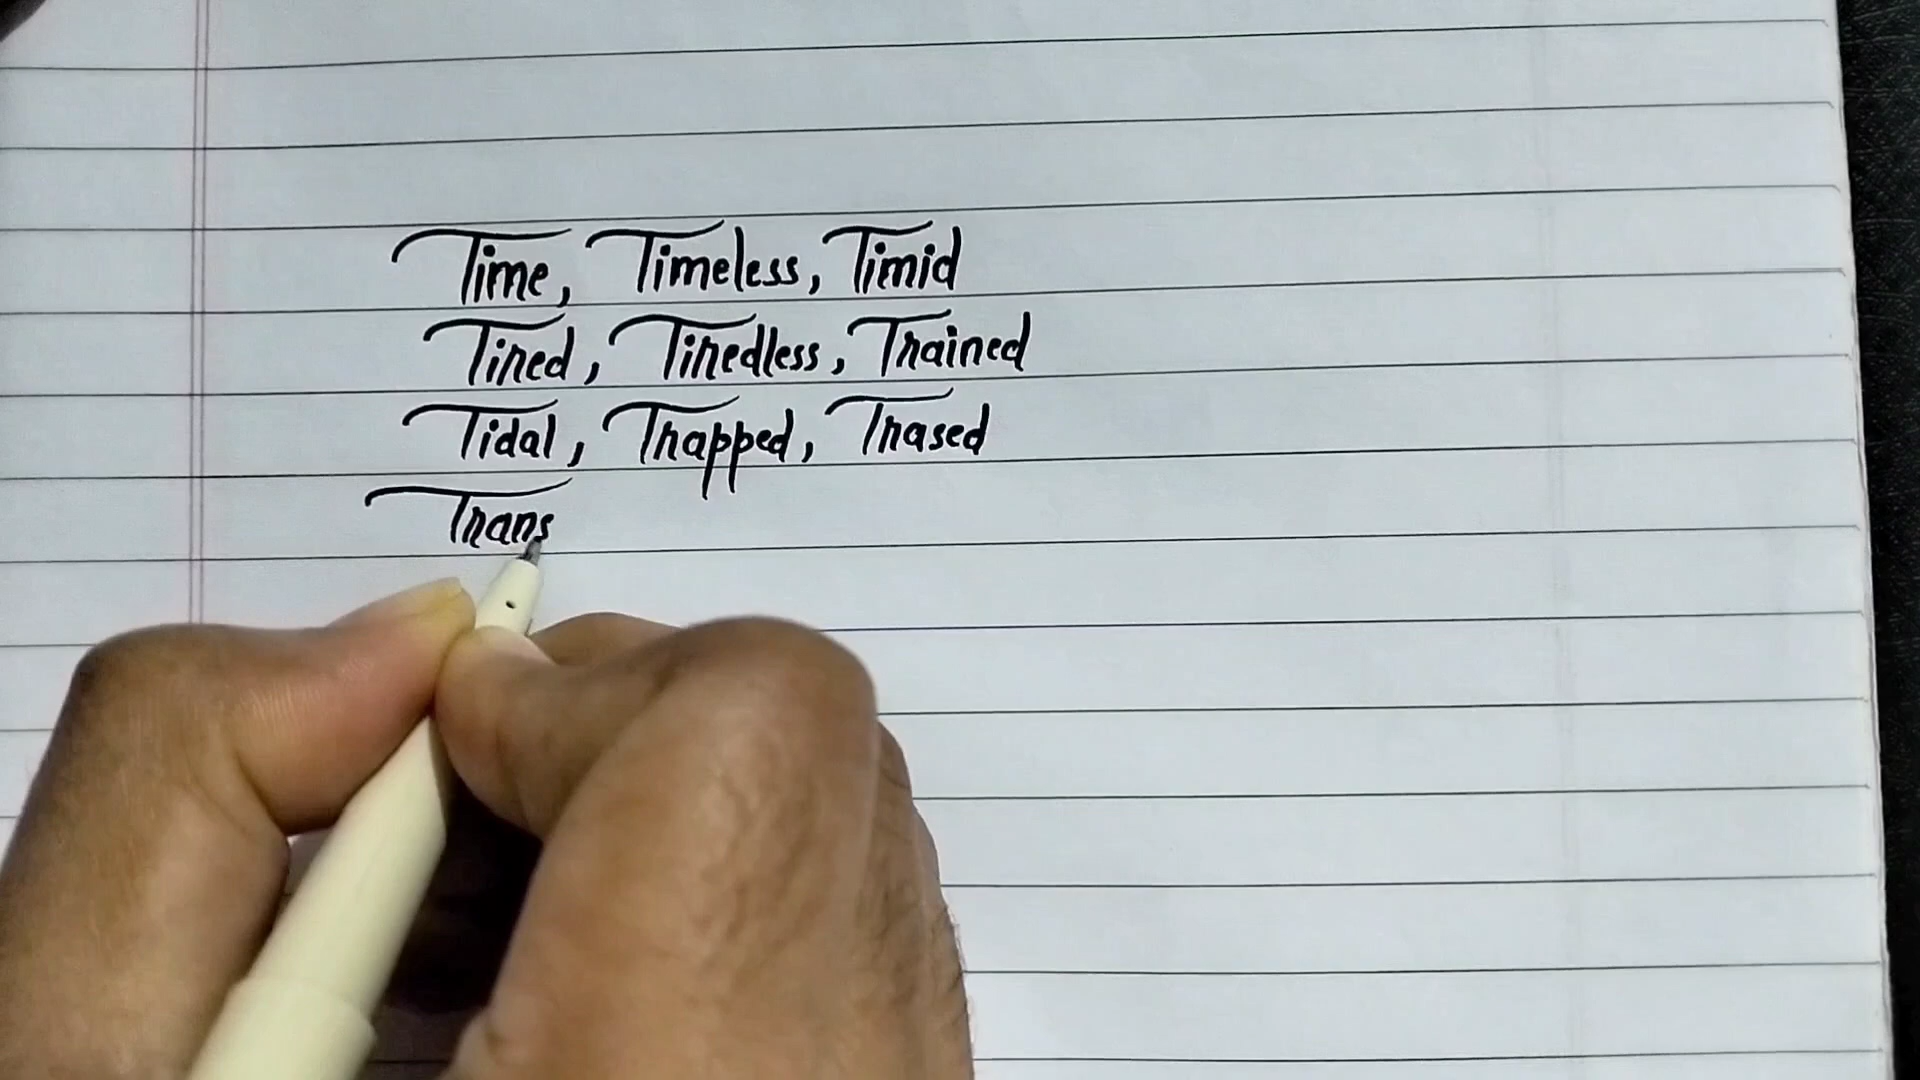 Time, Timeless, Timid
Tired, Tiredless, Trained
Tidal, Trapped, Trased
Trans